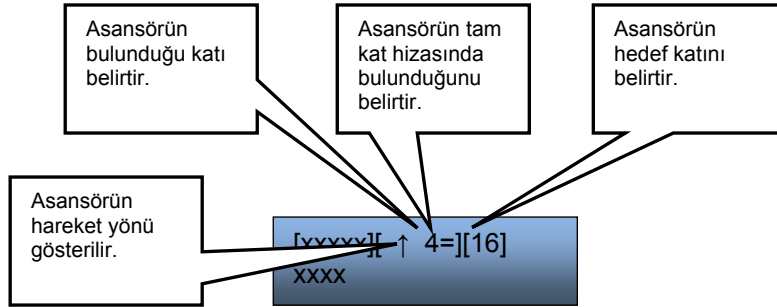 Asansörün
bulunduğu katı
belirtir.
Asansörün tam
kat hizasında
bulunduğunu
belirtir.
Asansörün
hedef katını
belirtir.
Asansörün
hareket yönü
gösterilir.
[xxxxx][ ↑ 4=][16]
xxxx